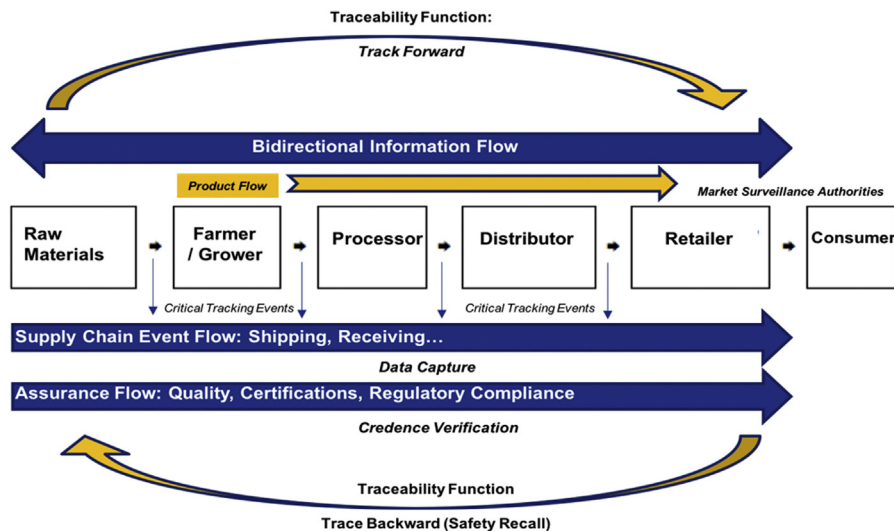 Traceability Function:
Track Forward
Bidirectional Information Flow
Product Flow
Market Surveillance Authorities
Raw
Materials
Farmer
/ Grower
Processor
Distributor
Retailer
Consumer
Critical Tracking Events
Critical Tracking Events
Supply Chain Event Flow: Shipping, Receiving...
Data Capture
Assurance Flow: Quality, Certifications, Regulatory Compliance
Credence Verification
Traceability Function
Trace Backward (Safety Recall)